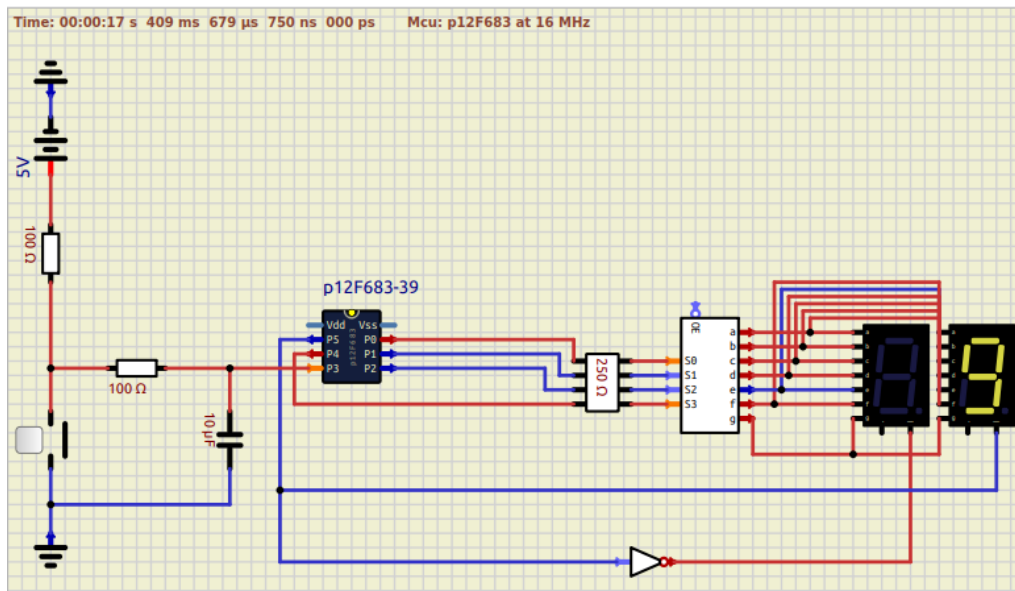 Time: 00:00:17 s 409 ms 679 µs 750 ns 000 ps Mcu: p12F683 at 16 MHz
5V
100 Ω
p12F683-39
Vdd Vss
P5 P0
P4 P1
P3 P2
p12F683
100 Ω
10 µF
250 Ω
OE
S0
S1
S2
S3
a
b
c
d
e
f
g